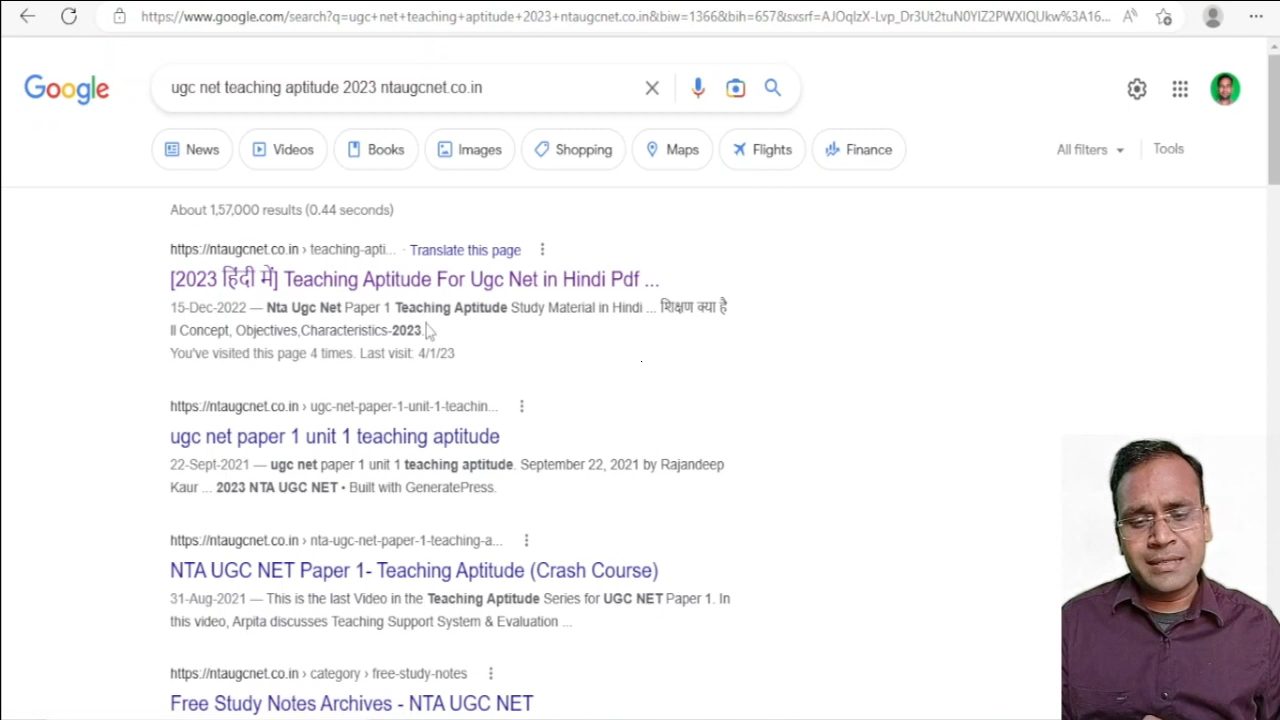 https://www.google.com/search?q=ugc+net+teaching+aptitude+2023+ntaugcnet.co.in&biw=1366&bih=657&sxsrf=AJOqlzX-Lvp_Dr3Ut2tuN0YIZ2PWXIQUkw%3A16...
Google
ugc net teaching aptitude 2023 ntaugcnet.co.in
News Videos Books Images Shopping Maps Flights Finance All filters Tools
About 1,57,000 results (0.44 seconds)
https://ntaugcnet.co.in › teaching-apti... · Translate this page
[2023 हिंदी में] Teaching Aptitude For Ugc Net in Hindi Pdf ...
15-Dec-2022 — Nta Ugc Net Paper 1 Teaching Aptitude Study Material in Hindi ... शिक्षण क्या है
II Concept, Objectives,Characteristics-2023.
You've visited this page 4 times. Last visit: 4/1/23
https://ntaugcnet.co.in › ugc-net-paper-1-unit-1-teachin...
ugc net paper 1 unit 1 teaching aptitude
22-Sept-2021 — ugc net paper 1 unit 1 teaching aptitude. September 22, 2021 by Rajandeep
Kaur ... 2023 NTA UGC NET • Built with GeneratePress.
https://ntaugcnet.co.in › nta-ugc-net-paper-1-teaching-a...
NTA UGC NET Paper 1- Teaching Aptitude (Crash Course)
31-Aug-2021 — This is the last Video in the Teaching Aptitude Series for UGC NET Paper 1. In
this video, Arpita discusses Teaching Support System & Evaluation ...
https://ntaugcnet.co.in › category › free-study-notes
Free Study Notes Archives - NTA UGC NET